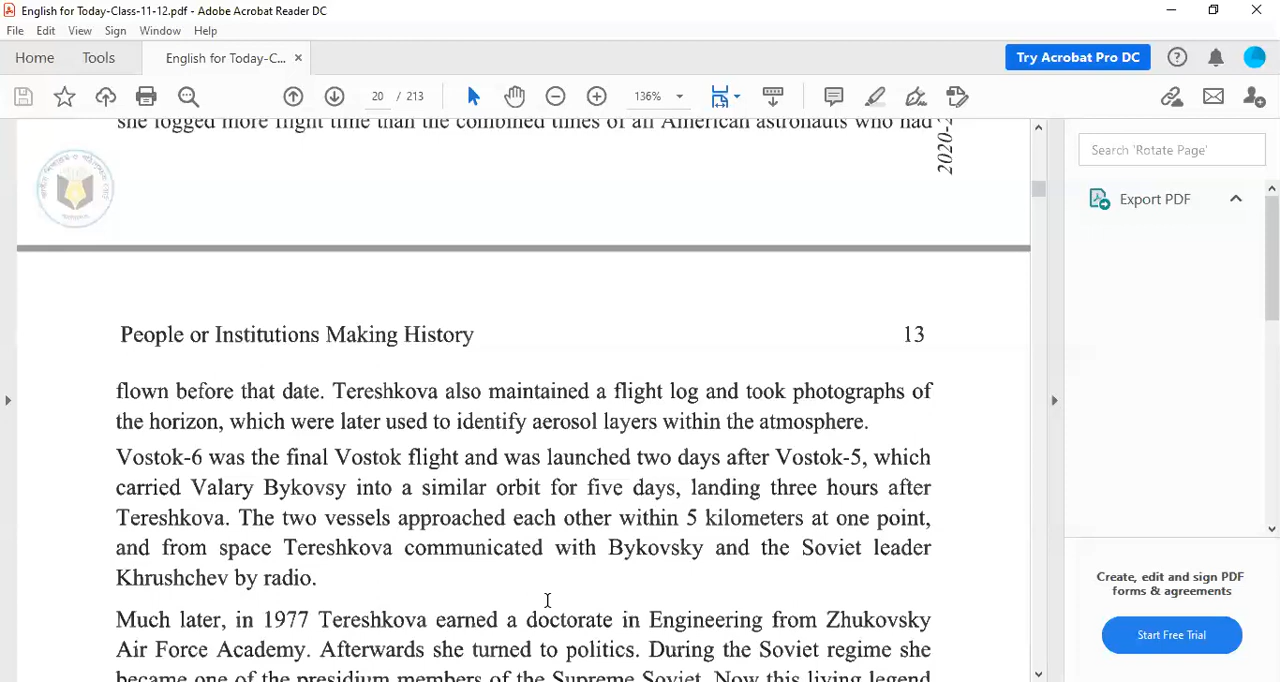 English for Today-Class-11-12.pdf - Adobe Acrobat Reader DC
File Edit View Sign Window Help
Home Tools English for Today-C... × Try Acrobat Pro DC
20 / 213 136%
she logged more flight time than the combined times of all American astronauts who had
Search 'Rotate Page'
Export PDF
People or Institutions Making History 13
flown before that date. Tereshkova also maintained a flight log and took photographs of
the horizon, which were later used to identify aerosol layers within the atmosphere.
Vostok-6 was the final Vostok flight and was launched two days after Vostok-5, which
carried Valary Bykovsy into a similar orbit for five days, landing three hours after
Tereshkova. The two vessels approached each other within 5 kilometers at one point,
and from space Tereshkova communicated with Bykovsky and the Soviet leader
Khrushchev by radio.
Much later, in 1977 Tereshkova earned a doctorate in Engineering from Zhukovsky
Air Force Academy. Afterwards she turned to politics. During the Soviet regime she
became one of the presidium members of the Supreme Soviet. Now this living legend
Create, edit and sign PDF
forms & agreements
Start Free Trial